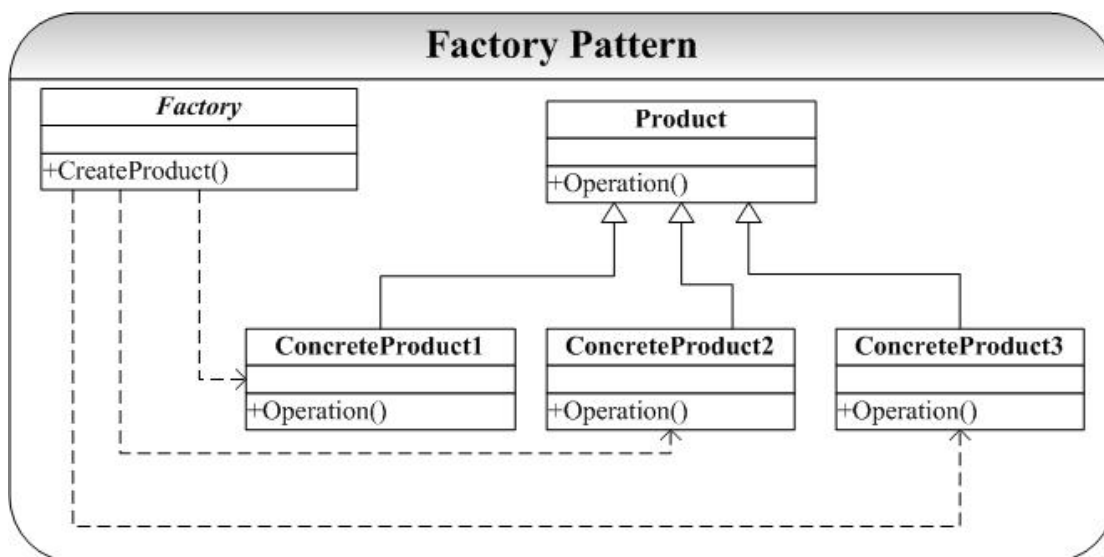 Factory Pattern
Factory
+CreateProduct()
Product
+Operation()
ConcreteProduct1
+Operation()
ConcreteProduct2
+Operation()
ConcreteProduct3
+Operation()